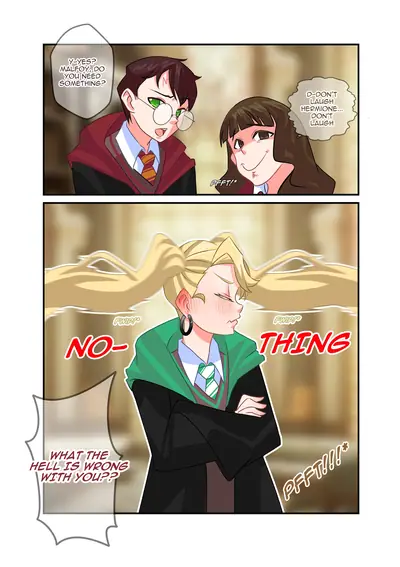 Y-YES?
MALFOY, DO
YOU NEED
SOMETHING?
D-DON'T
LAUGH
HERMIONE...
DON'T
LAUGH
PFFT!*
NO-
THING
PFFT!!!*
WHAT THE
HELL IS WRONG
WITH YOU??